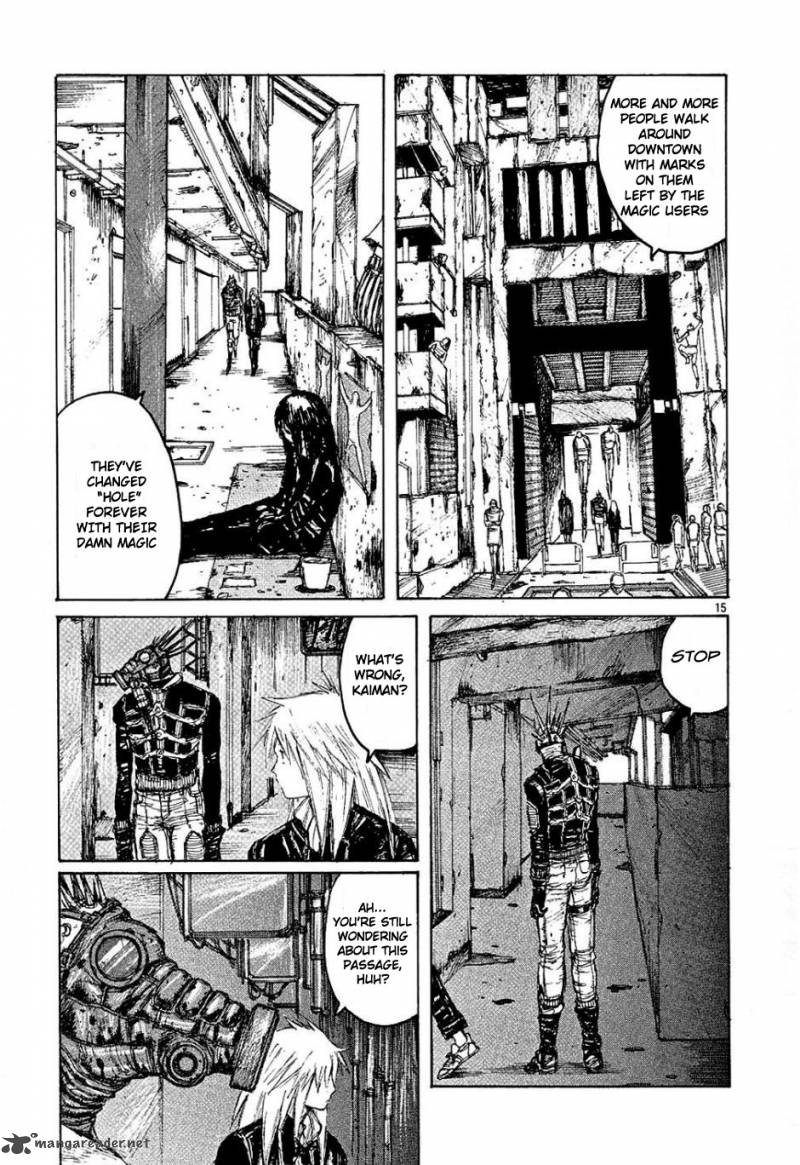 MORE AND MORE
PEOPLE WALK
AROUND
DOWNTOWN
WITH MARKS
ON THEM
LEFT BY THE
MAGIC USERS
THEY'VE
CHANGED
"HOLE"
FOREVER
WITH THEIR
DAMN MAGIC
15
STOP
WHAT'S
WRONG,
KAIMAN?
AH...
YOU'RE STILL
WONDERING
ABOUT THIS
PASSAGE,
HUH?
mangareader.net